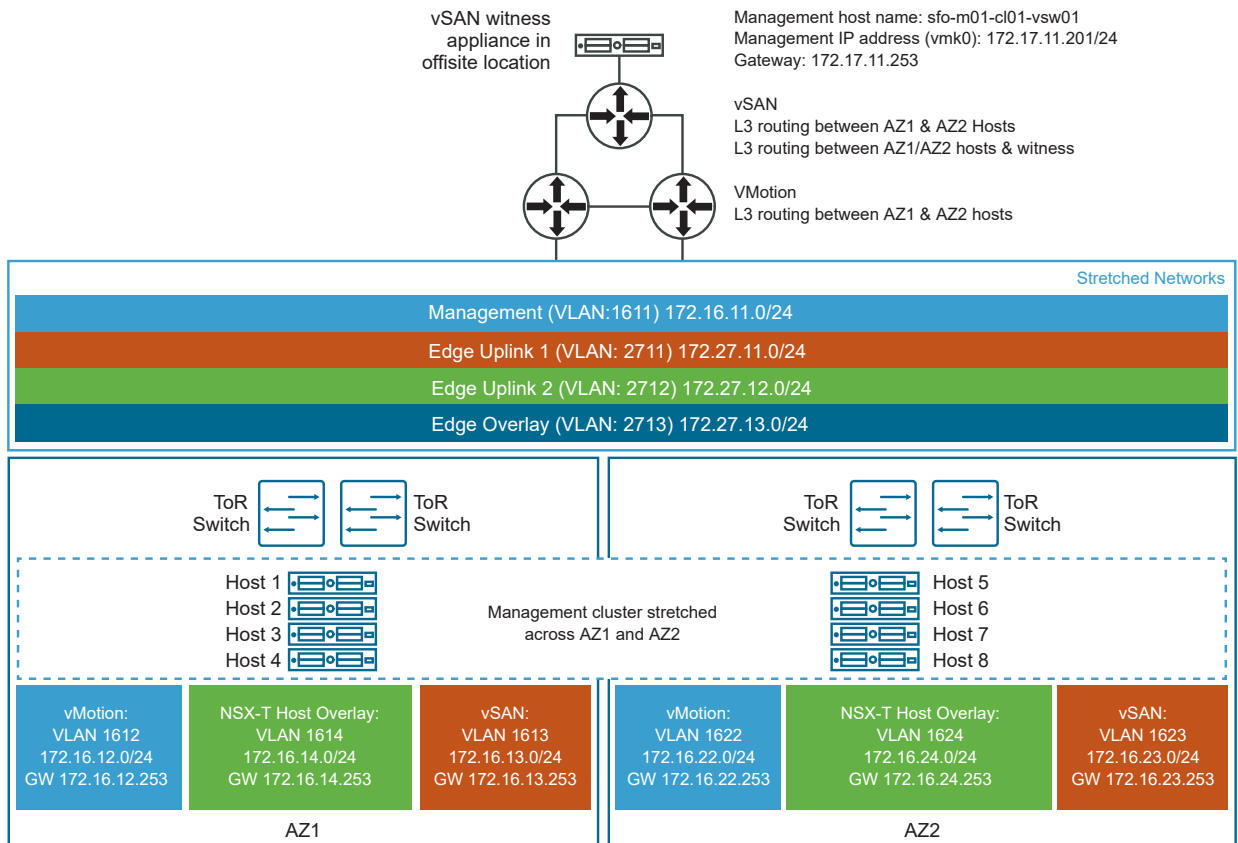 vSAN witness
appliance in
offisite location
Management host name: sfo-m01-cl01-vsw01
Management IP address (vmk0): 172.17.11.201/24
Gateway: 172.17.11.253
vSAN
L3 routing between AZ1 & AZ2 Hosts
L3 routing between AZ1/AZ2 hosts & witness
VMotion
L3 routing between AZ1 & AZ2 hosts
Stretched Networks
Management (VLAN:1611) 172.16.11.0/24
Edge Uplink 1 (VLAN: 2711) 172.27.11.0/24
Edge Uplink 2 (VLAN: 2712) 172.27.12.0/24
Edge Overlay (VLAN: 2713) 172.27.13.0/24
ToR
Switch
ToR
Switch
ToR
Switch
ToR
Switch
Host 1
Host 2
Host 3
Host 4
Management cluster stretched
across AZ1 and AZ2
Host 5
Host 6
Host 7
Host 8
vMotion:
VLAN 1612
172.16.12.0/24
GW 172.16.12.253
NSX-T Host Overlay:
VLAN 1614
172.16.14.0/24
GW 172.16.14.253
vSAN:
VLAN 1613
172.16.13.0/24
GW 172.16.13.253
vMotion:
VLAN 1622
172.16.22.0/24
GW 172.16.22.253
NSX-T Host Overlay:
VLAN 1624
172.16.24.0/24
GW 172.16.24.253
vSAN:
VLAN 1623
172.16.23.0/24
GW 172.16.23.253
AZ1
AZ2